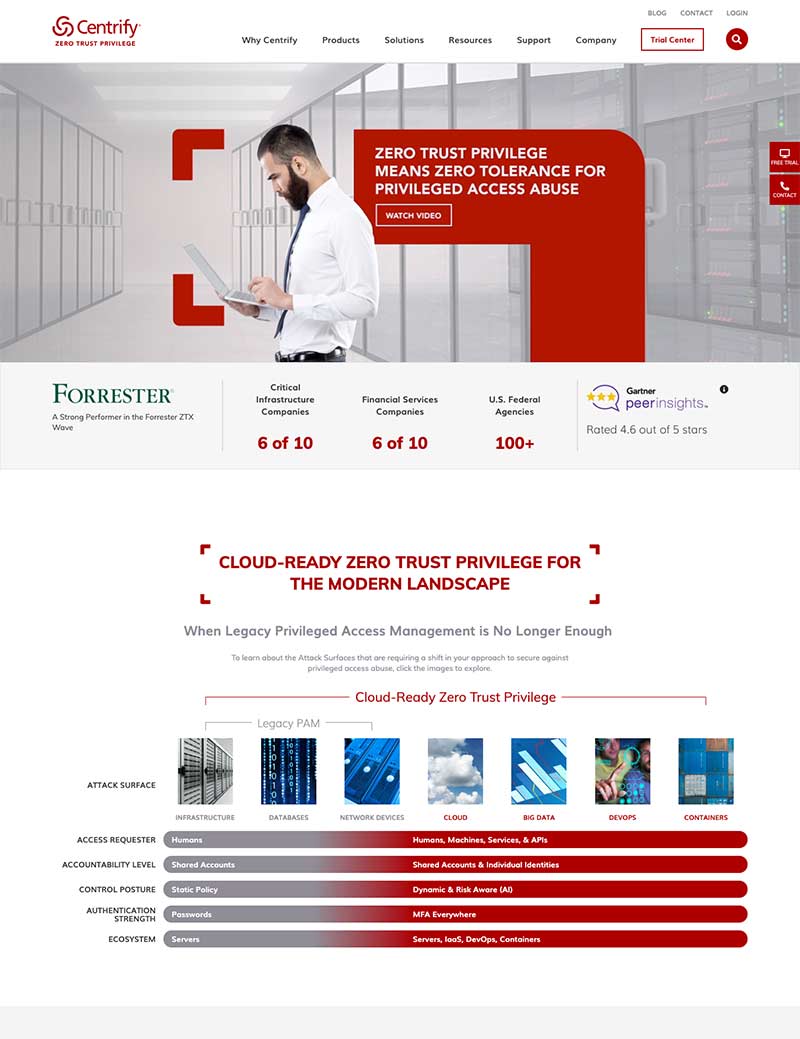 BLOG CONTACT LOGIN
Centrify
ZERO TRUST PRIVILEGE
Why Centrify Products Solutions Resources Support Company Trial Center
ZERO TRUST PRIVILEGE
MEANS ZERO TOLERANCE FOR
PRIVILEGED ACCESS ABUSE
WATCH VIDEO
FREE TRIAL
CONTACT
FORRESTER®
A Strong Performer in the Forrester ZTX
Wave
Critical
Infrastructure
Companies
6 of 10
Financial Services
Companies
6 of 10
U.S. Federal
Agencies
100+
Gartner
peerinsights™
Rated 4.6 out of 5 stars
CLOUD-READY ZERO TRUST PRIVILEGE FOR
THE MODERN LANDSCAPE
When Legacy Privileged Access Management is No Longer Enough
To learn about the Attack Surfaces that are requiring a shift in your approach to secure against
privileged access abuse, click the images to explore.
Cloud-Ready Zero Trust Privilege
Legacy PAM
ATTACK SURFACE
INFRASTRUCTURE DATABASES NETWORK DEVICES CLOUD BIG DATA DEVOPS CONTAINERS
ACCESS REQUESTER Humans Humans, Machines, Services, & APIs
ACCOUNTABILITY LEVEL Shared Accounts Shared Accounts & Individual Identities
CONTROL POSTURE Static Policy Dynamic & Risk Aware (AI)
AUTHENTICATION
STRENGTH Passwords MFA Everywhere
ECOSYSTEM Servers Servers, IaaS, DevOps, Containers